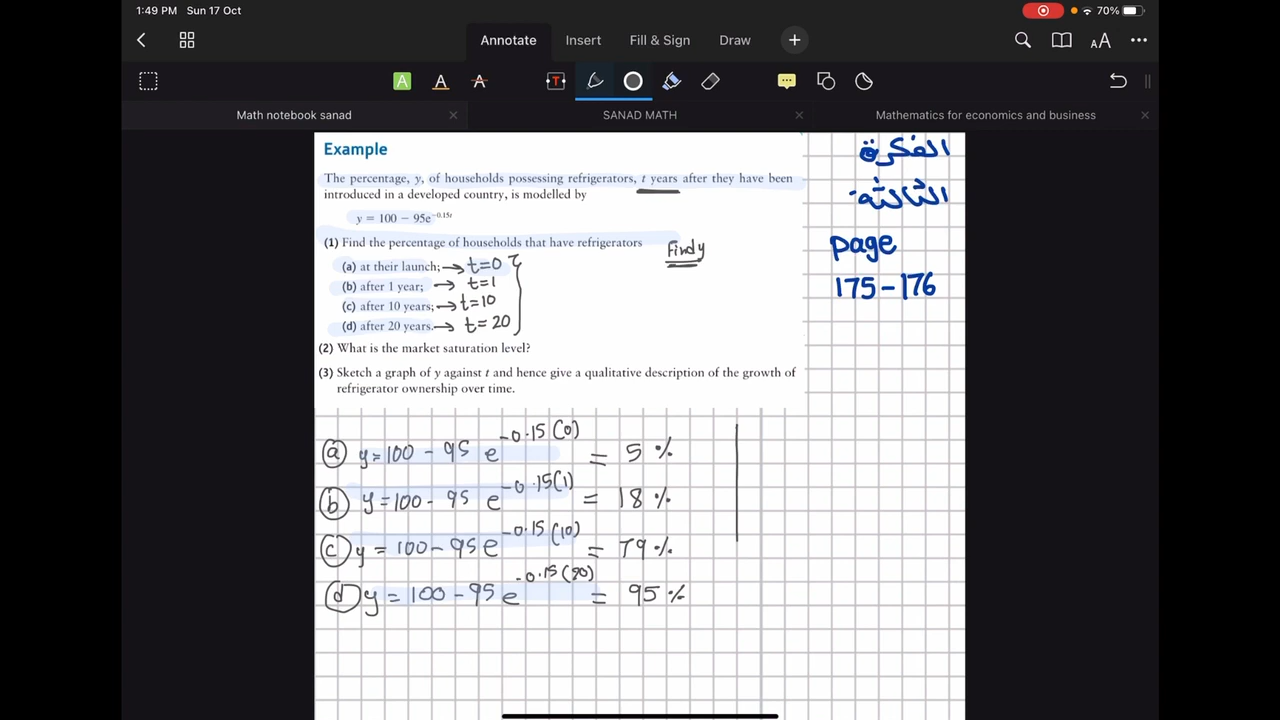 1:49 PM Sun 17 Oct
70%
Annotate Insert Fill & Sign Draw
Math notebook sanad
SANAD MATH
Mathematics for economics and business
Example
The percentage, y, of households possessing refrigerators, t years after they have been
introduced in a developed country, is modelled by
y = 100 − 95e^−0.15t
(1) Find the percentage of households that have refrigerators
Find y
(a) at their launch; → t=0
(b) after 1 year; → t=1
(c) after 10 years; → t=10
(d) after 20 years. → t=20
(2) What is the market saturation level?
(3) Sketch a graph of y against t and hence give a qualitative description of the growth of
refrigerator ownership over time.
الفكرة
الثالثة
page
175-176
(a) y=100 - 95 e^-0.15(0) = 5 %
(b) y=100- 95 e^-0.15(1) = 18 %
(c) y = 100-95e^-0.15(10) = 79%
(d) y = 100-95 e^-0.15(20) = 95 %